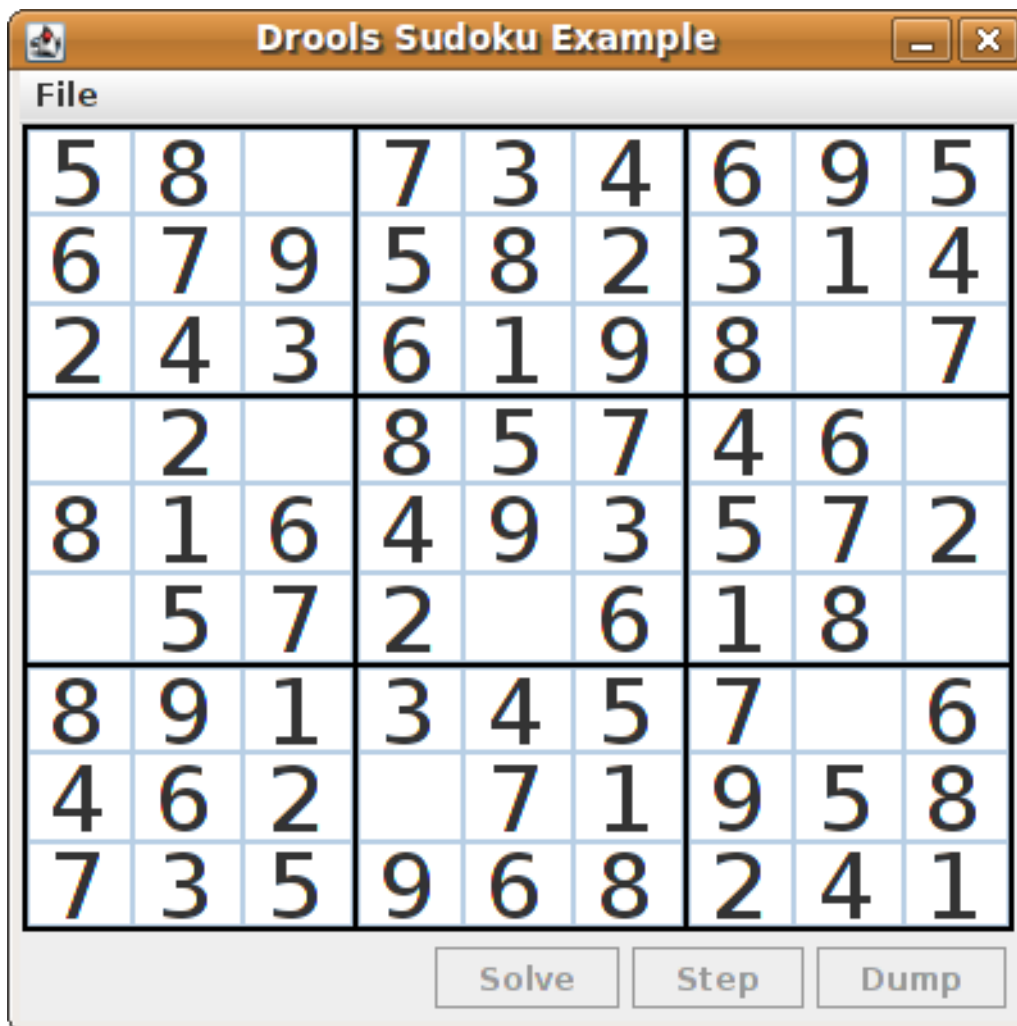 Drools Sudoku Example
File
5 8 7 3 4 6 9 5
6 7 9 5 8 2 3 1 4
2 4 3 6 1 9 8 7
2 8 5 7 4 6
8 1 6 4 9 3 5 7 2
5 7 2 6 1 8
8 9 1 3 4 5 7 6
4 6 2 7 1 9 5 8
7 3 5 9 6 8 2 4 1
Solve Step Dump